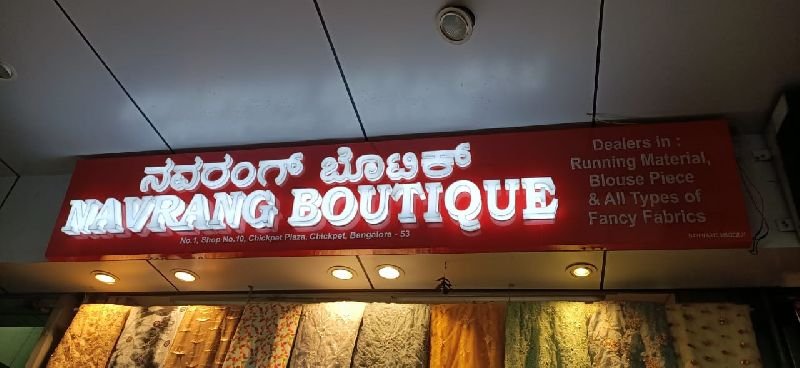 ನವರಂಗ್ ಬೊಟಿಕ್
NAVRANG BOUTIQUE
No.1, Shop No.10, Chickpet Plaza, Chickpet, Bangalore - 53
Dealers in :
Running Material,
Blouse Piece
& All Types of
Fancy Fabrics